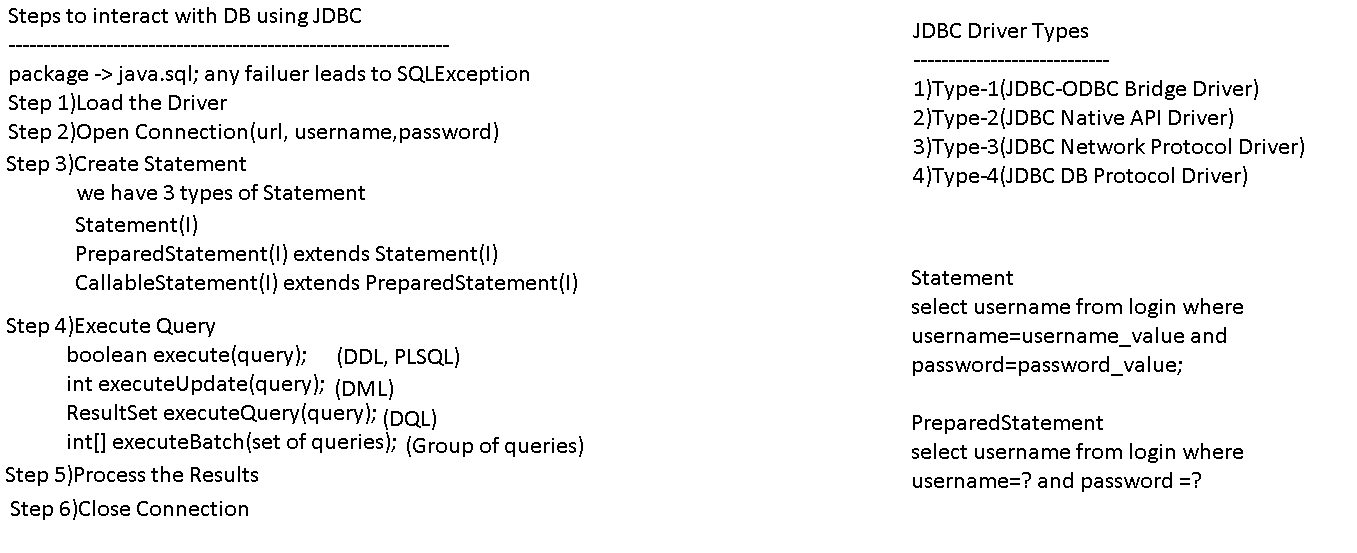 Steps to interact with DB using JDBC
---------------------------------------------------------------
package -> java.sql; any failuer leads to SQLException
Step 1)Load the Driver
Step 2)Open Connection(url, username,password)
Step 3)Create Statement
we have 3 types of Statement
Statement(I)
PreparedStatement(I) extends Statement(I)
CallableStatement(I) extends PreparedStatement(I)
Step 4)Execute Query
boolean execute(query); (DDL, PLSQL)
int executeUpdate(query); (DML)
ResultSet executeQuery(query); (DQL)
int[] executeBatch(set of queries); (Group of queries)
Step 5)Process the Results
Step 6)Close Connection
JDBC Driver Types
----------------------------
1)Type-1(JDBC-ODBC Bridge Driver)
2)Type-2(JDBC Native API Driver)
3)Type-3(JDBC Network Protocol Driver)
4)Type-4(JDBC DB Protocol Driver)
Statement
select username from login where
username=username_value and
password=password_value;
PreparedStatement
select username from login where
username=? and password =?